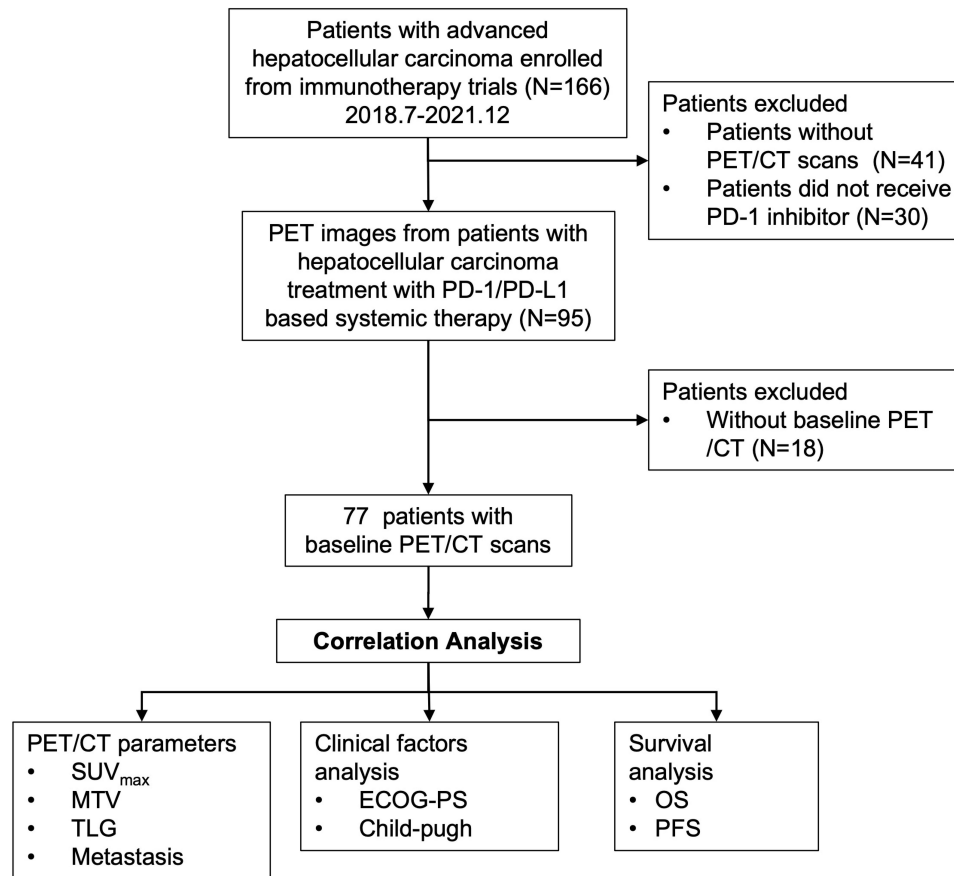 Patients with advanced
hepatocellular carcinoma enrolled
from immunotherapy trials (N=166)
2018.7-2021.12
Patients excluded
• Patients without
PET/CT scans (N=41)
• Patients did not receive
PD-1 inhibitor (N=30)
PET images from patients with
hepatocellular carcinoma
treatment with PD-1/PD-L1
based systemic therapy (N=95)
Patients excluded
• Without baseline PET
/CT (N=18)
77 patients with
baseline PET/CT scans
Correlation Analysis
PET/CT parameters
• SUVmax
• MTV
• TLG
• Metastasis
Clinical factors
analysis
• ECOG-PS
• Child-pugh
Survival
analysis
• OS
• PFS